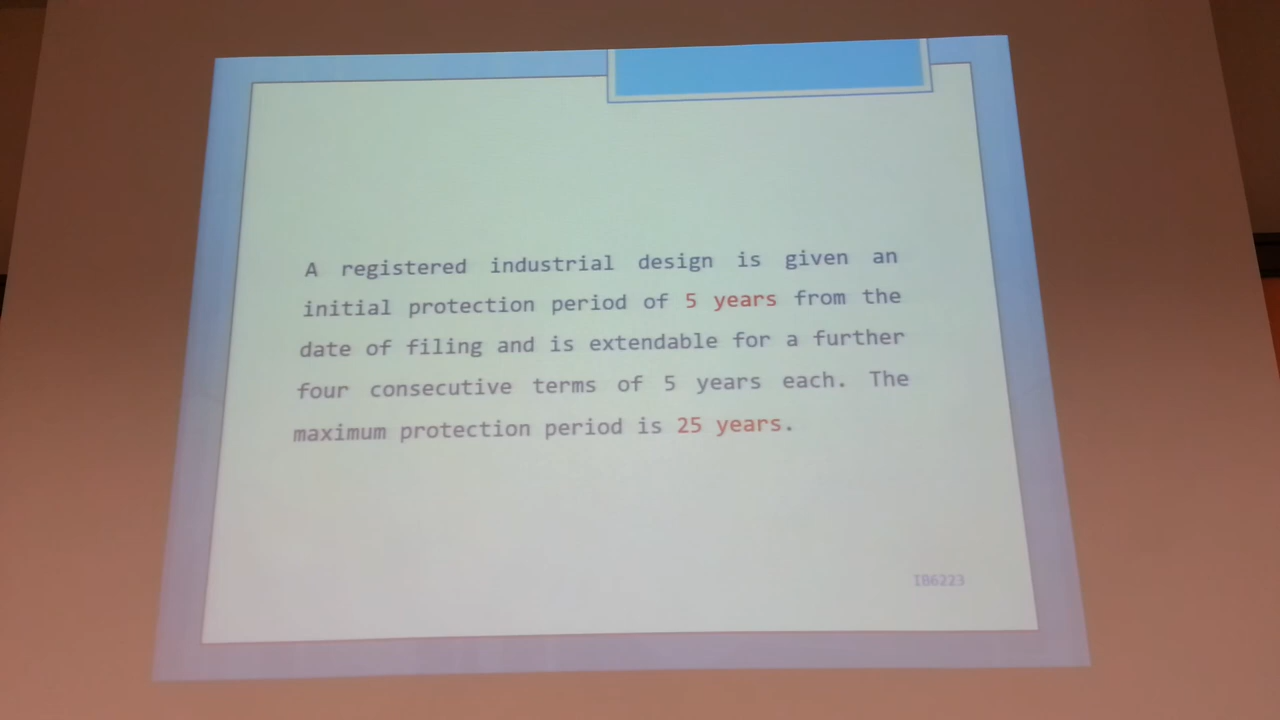 A registered industrial design is given an
initial protection period of 5 years from the
date of filing and is extendable for a further
four consecutive terms of 5 years each. The
maximum protection period is 25 years.
IB6223